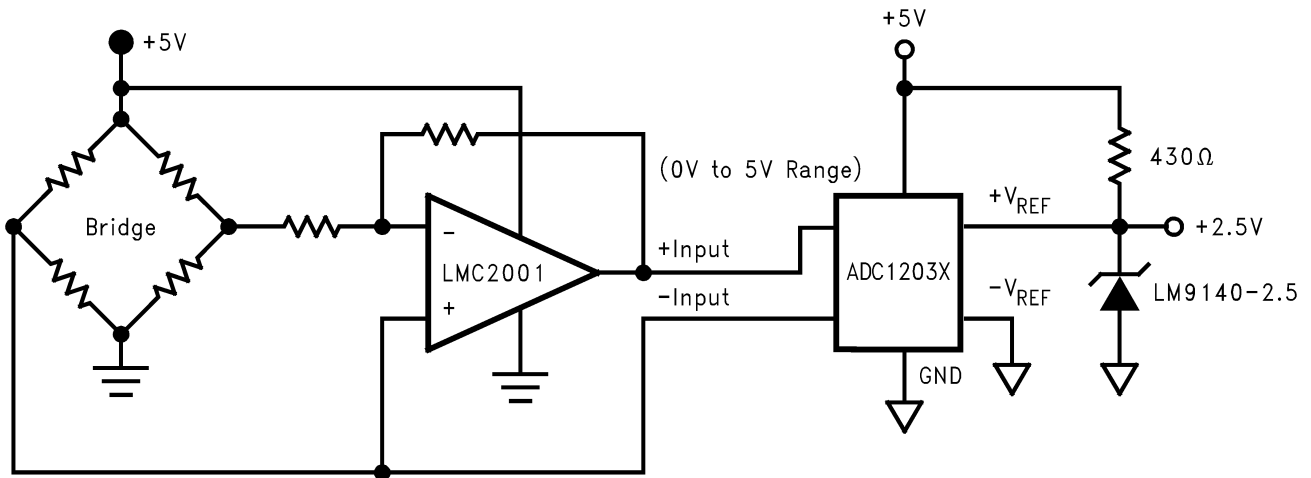 +5V
+5V
(0V to 5V Range)
430Ω
Bridge
−
LMC2001
+
+Input
−Input
ADC1203X
+VREF
−VREF
+2.5V
LM9140-2.5
GND